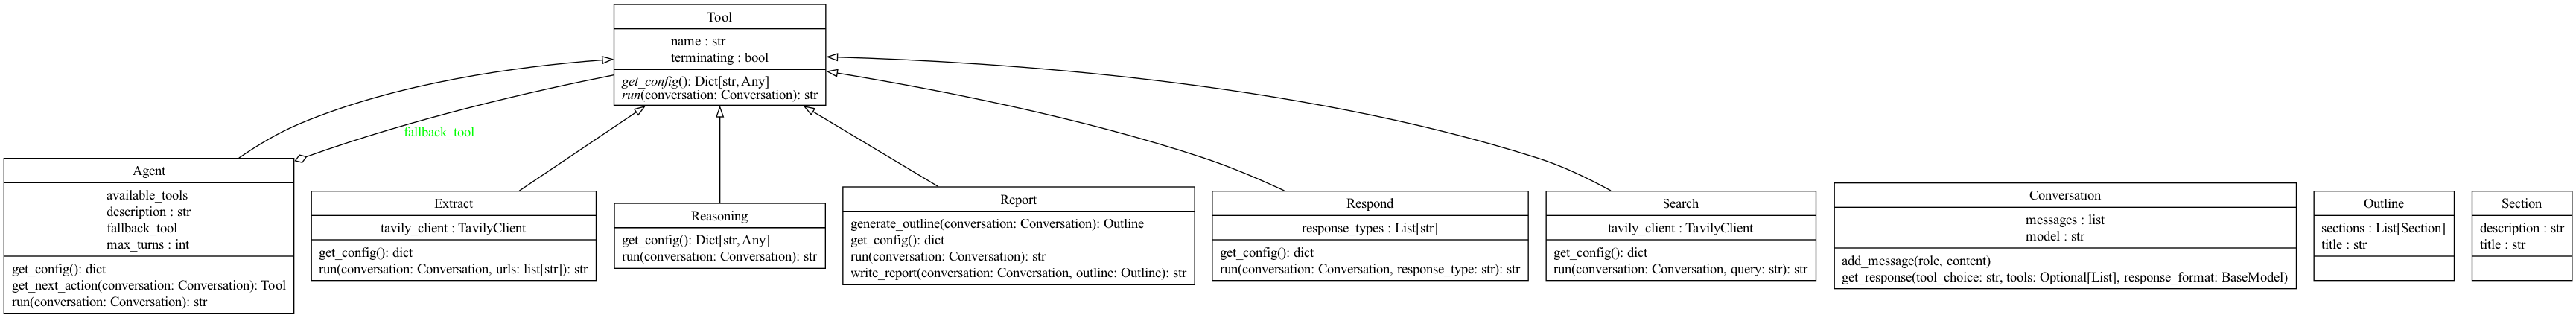 Tool
name : str
terminating : bool
get_config(): Dict[str, Any]
run(conversation: Conversation): str
fallback_tool
Agent
available_tools
description : str
fallback_tool
max_turns : int
get_config(): dict
get_next_action(conversation: Conversation): Tool
run(conversation: Conversation): str
Extract
tavily_client : TavilyClient
get_config(): dict
run(conversation: Conversation, urls: list[str]): str
Reasoning
get_config(): Dict[str, Any]
run(conversation: Conversation): str
Report
generate_outline(conversation: Conversation): Outline
get_config(): dict
run(conversation: Conversation): str
write_report(conversation: Conversation, outline: Outline): str
Respond
response_types : List[str]
get_config(): dict
run(conversation: Conversation, response_type: str): str
Search
tavily_client : TavilyClient
get_config(): dict
run(conversation: Conversation, query: str): str
Conversation
messages : list
model : str
add_message(role, content)
get_response(tool_choice: str, tools: Optional[List], response_format: BaseModel)
Outline
sections : List[Section]
title : str
Section
description : str
title : str